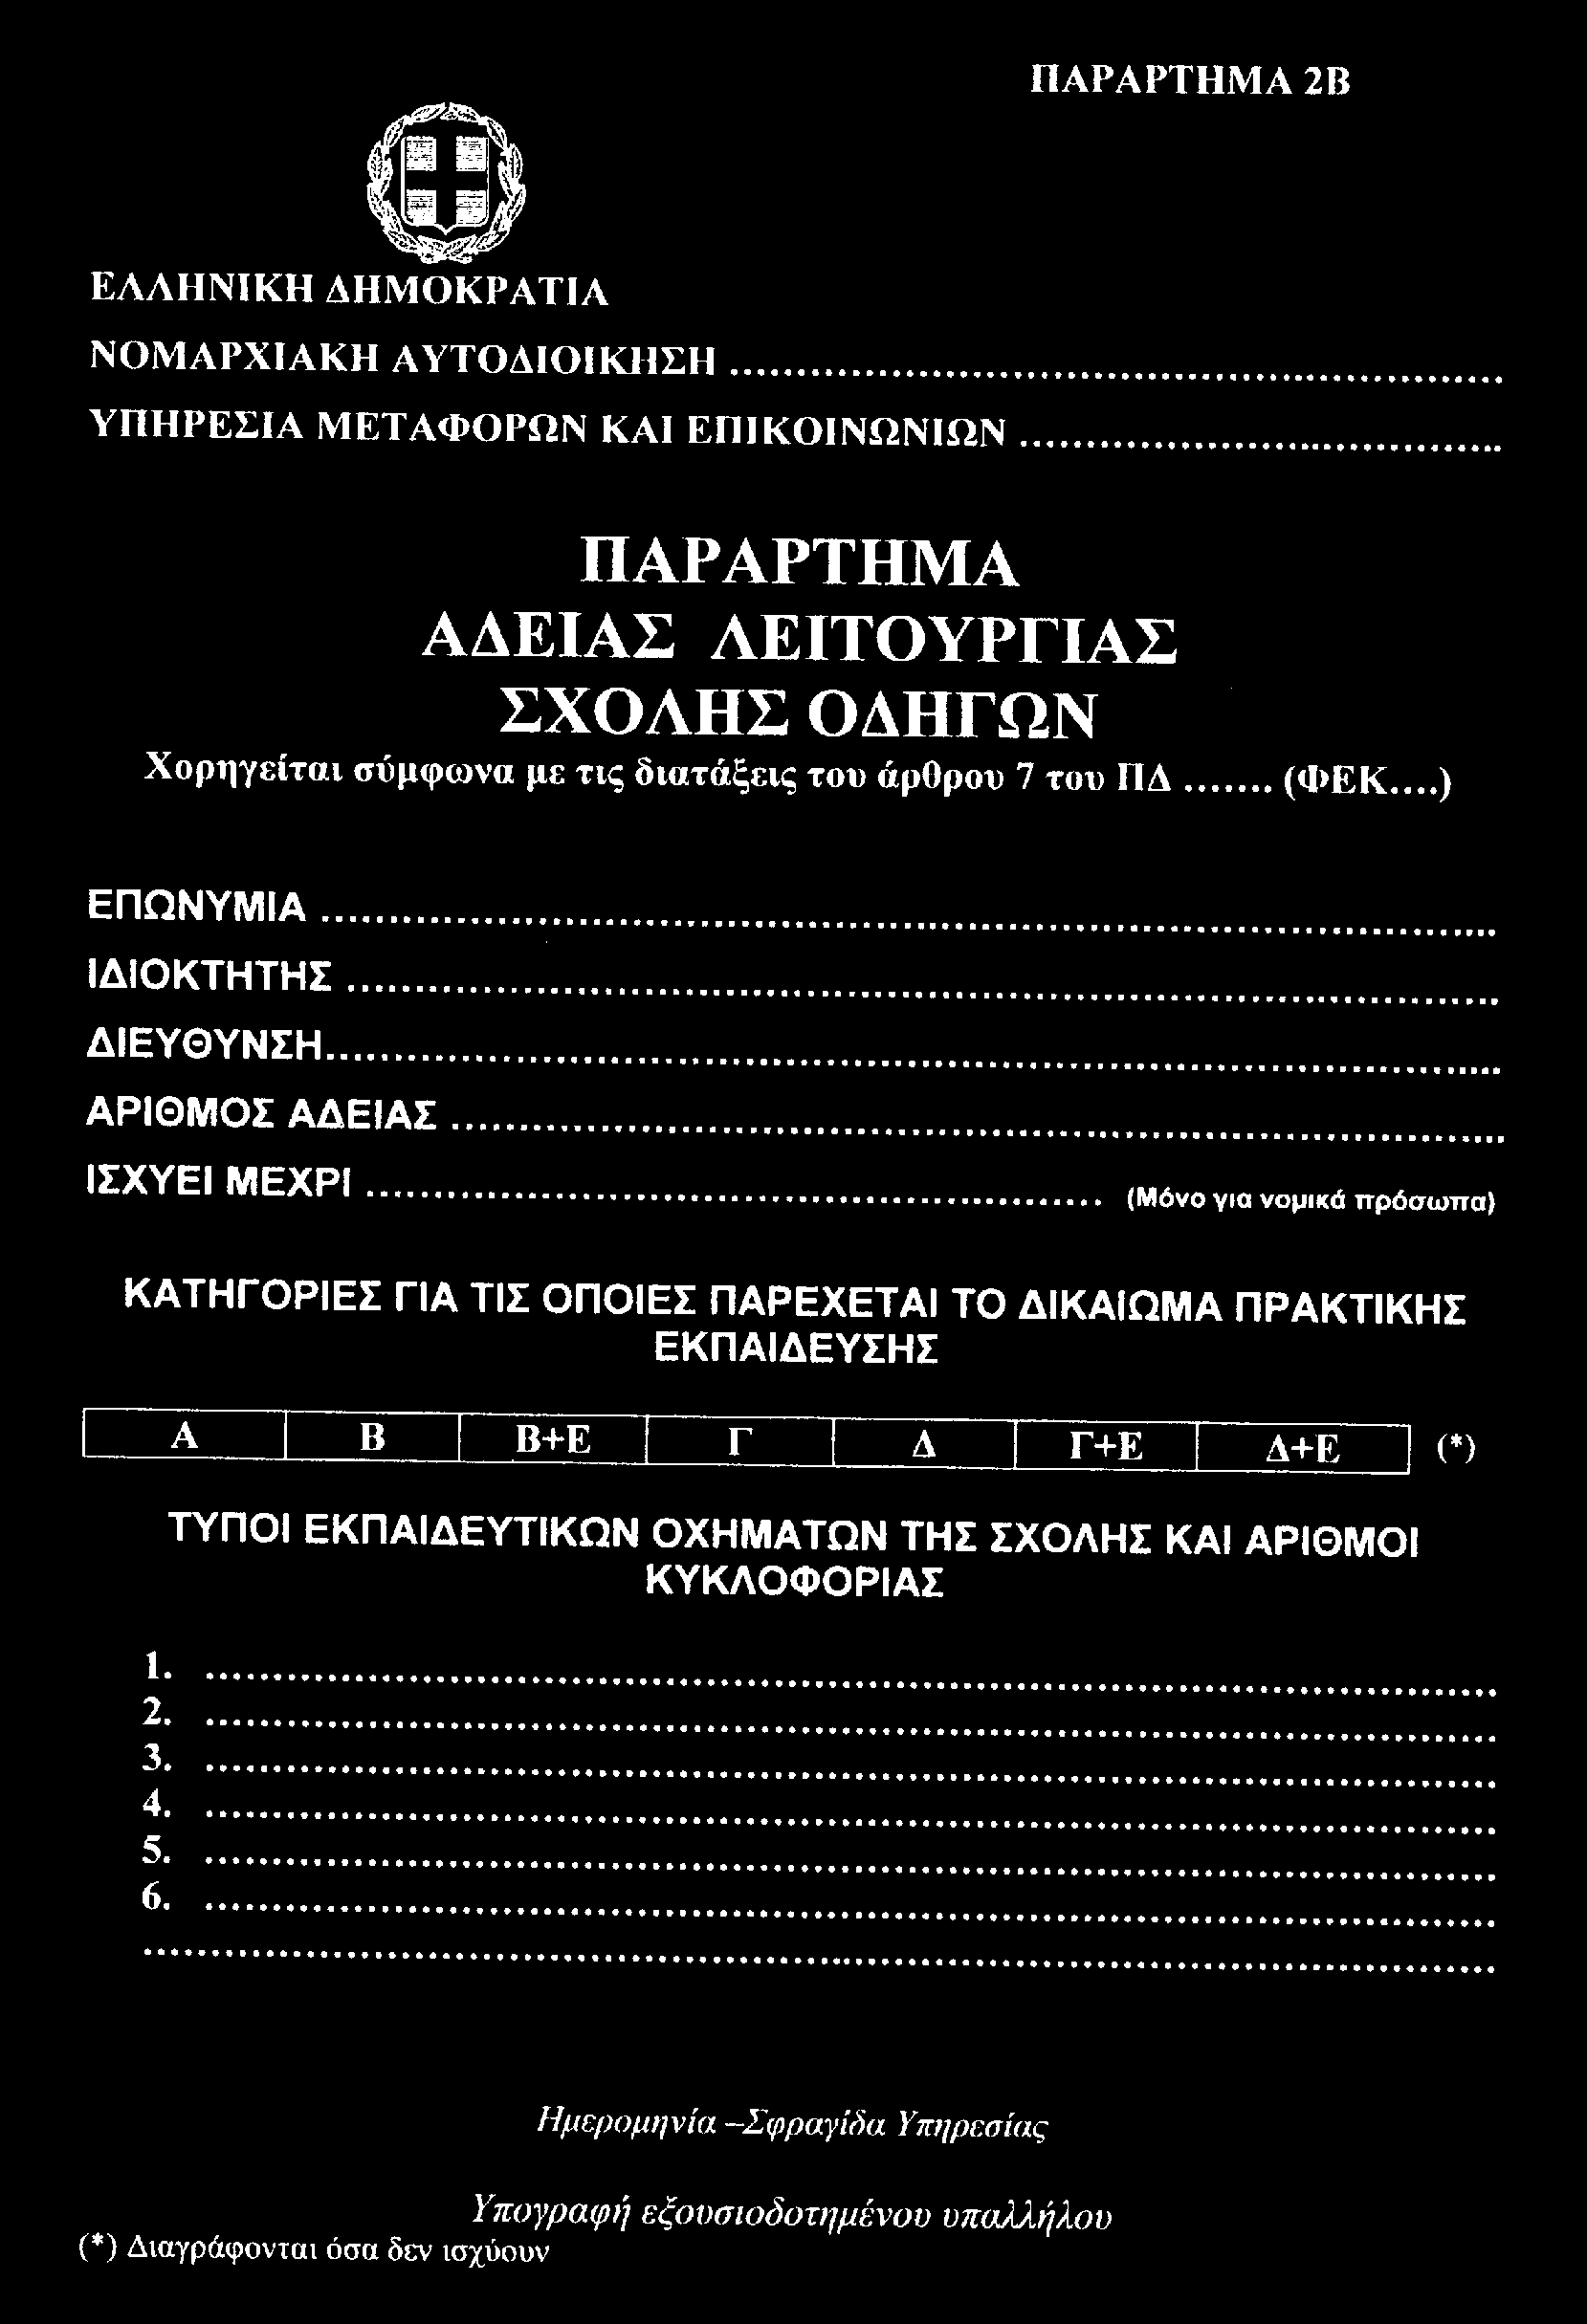 ΠΑΡΑΡΤΗΜΑ 2Β
ΕΛΛΗΝΙΚΗ ΔΗΜΟΚΡΑΤΙΑ
ΝΟΜΑΡΧΙΑΚΗ ΑΥΤΟΔΙΟΙΚΗΣΗ ..............................
ΥΠΗΡΕΣΙΑ ΜΕΤΑΦΟΡΩΝ ΚΑΙ ΕΠΙΚΟΙΝΩΝΙΩΝ ..............................
ΠΑΡΑΡΤΗΜΑ
ΑΔΕΙΑΣ ΛΕΙΤΟΥΡΓΙΑΣ
ΣΧΟΛΗΣ ΟΔΗΓΩΝ
Χορηγείται σύμφωνα με τις διατάξεις του άρθρου 7 του ΠΔ ....... (ΦΕΚ....)
ΕΠΩΝΥΜΙΑ ..............................
ΙΔΙΟΚΤΗΤΗΣ ..............................
ΔΙΕΥΘΥΝΣΗ..............................
ΑΡΙΘΜΟΣ ΑΔΕΙΑΣ ..............................
ΙΣΧΥΕΙ ΜΕΧΡΙ .............................. (Μόνο για νομικά πρόσωπα)
ΚΑΤΗΓΟΡΙΕΣ ΓΙΑ ΤΙΣ ΟΠΟΙΕΣ ΠΑΡΕΧΕΤΑΙ ΤΟ ΔΙΚΑΙΩΜΑ ΠΡΑΚΤΙΚΗΣ
ΕΚΠΑΙΔΕΥΣΗΣ
Α Β Β+Ε Γ Δ Γ+Ε Δ+Ε (*)
ΤΥΠΟΙ ΕΚΠΑΙΔΕΥΤΙΚΩΝ ΟΧΗΜΑΤΩΝ ΤΗΣ ΣΧΟΛΗΣ ΚΑΙ ΑΡΙΘΜΟΙ
ΚΥΚΛΟΦΟΡΙΑΣ
1. ..............................
2. ..............................
3. ..............................
4. ..............................
5. ..............................
6. ..............................
..............................
Ημερομηνία –Σφραγίδα Υπηρεσίας
Υπογραφή εξουσιοδοτημένου υπαλλήλου
(*) Διαγράφονται όσα δεν ισχύουν